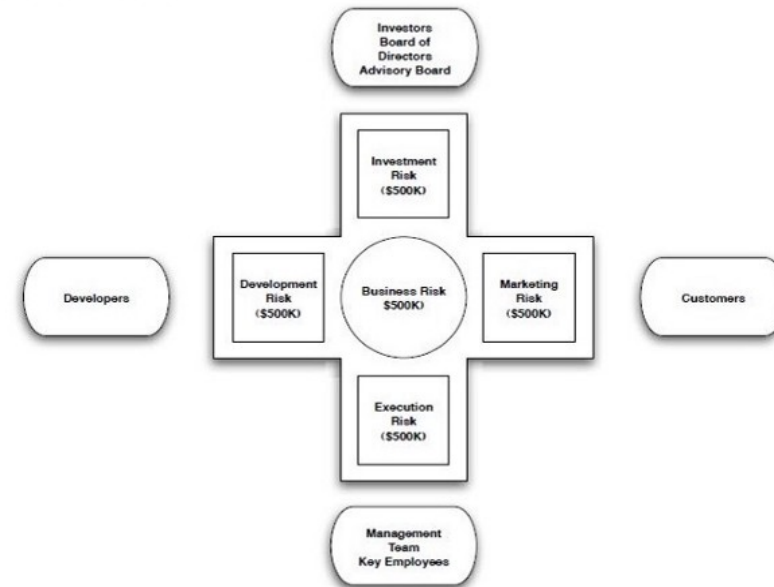 Investors
Board of
Directors
Advisory Board
Investment
Risk
($500K)
Developers
Development
Risk
($500K)
Business Risk
$500K)
Marketing
Risk
($500K)
Customers
Execution
Risk
($500K)
Management
Team
Key Employees